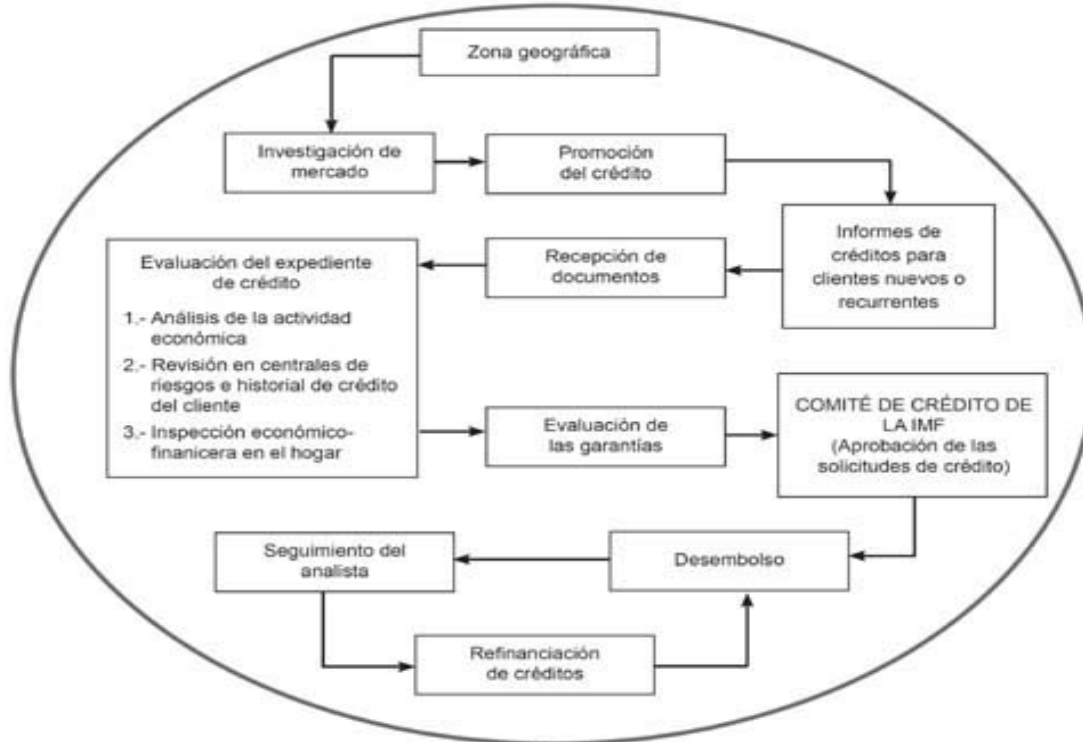 Zona geográfica
Investigación de
mercado
Promoción
del crédito
Informes de
créditos para
clientes nuevos o
recurrentes
Recepción de
documentos
Evaluación del expediente
de crédito
1.- Análisis de la actividad
económica
2.- Revisión en centrales de
riesgos e historial de crédito
del cliente
3.- Inspección económico-
finanicera en el hogar
Evaluación de
las garantías
COMITÉ DE CRÉDITO DE
LA IMF
(Aprobación de las
solicitudes de crédito)
Desembolso
Seguimiento del
analista
Refinanciación
de créditos